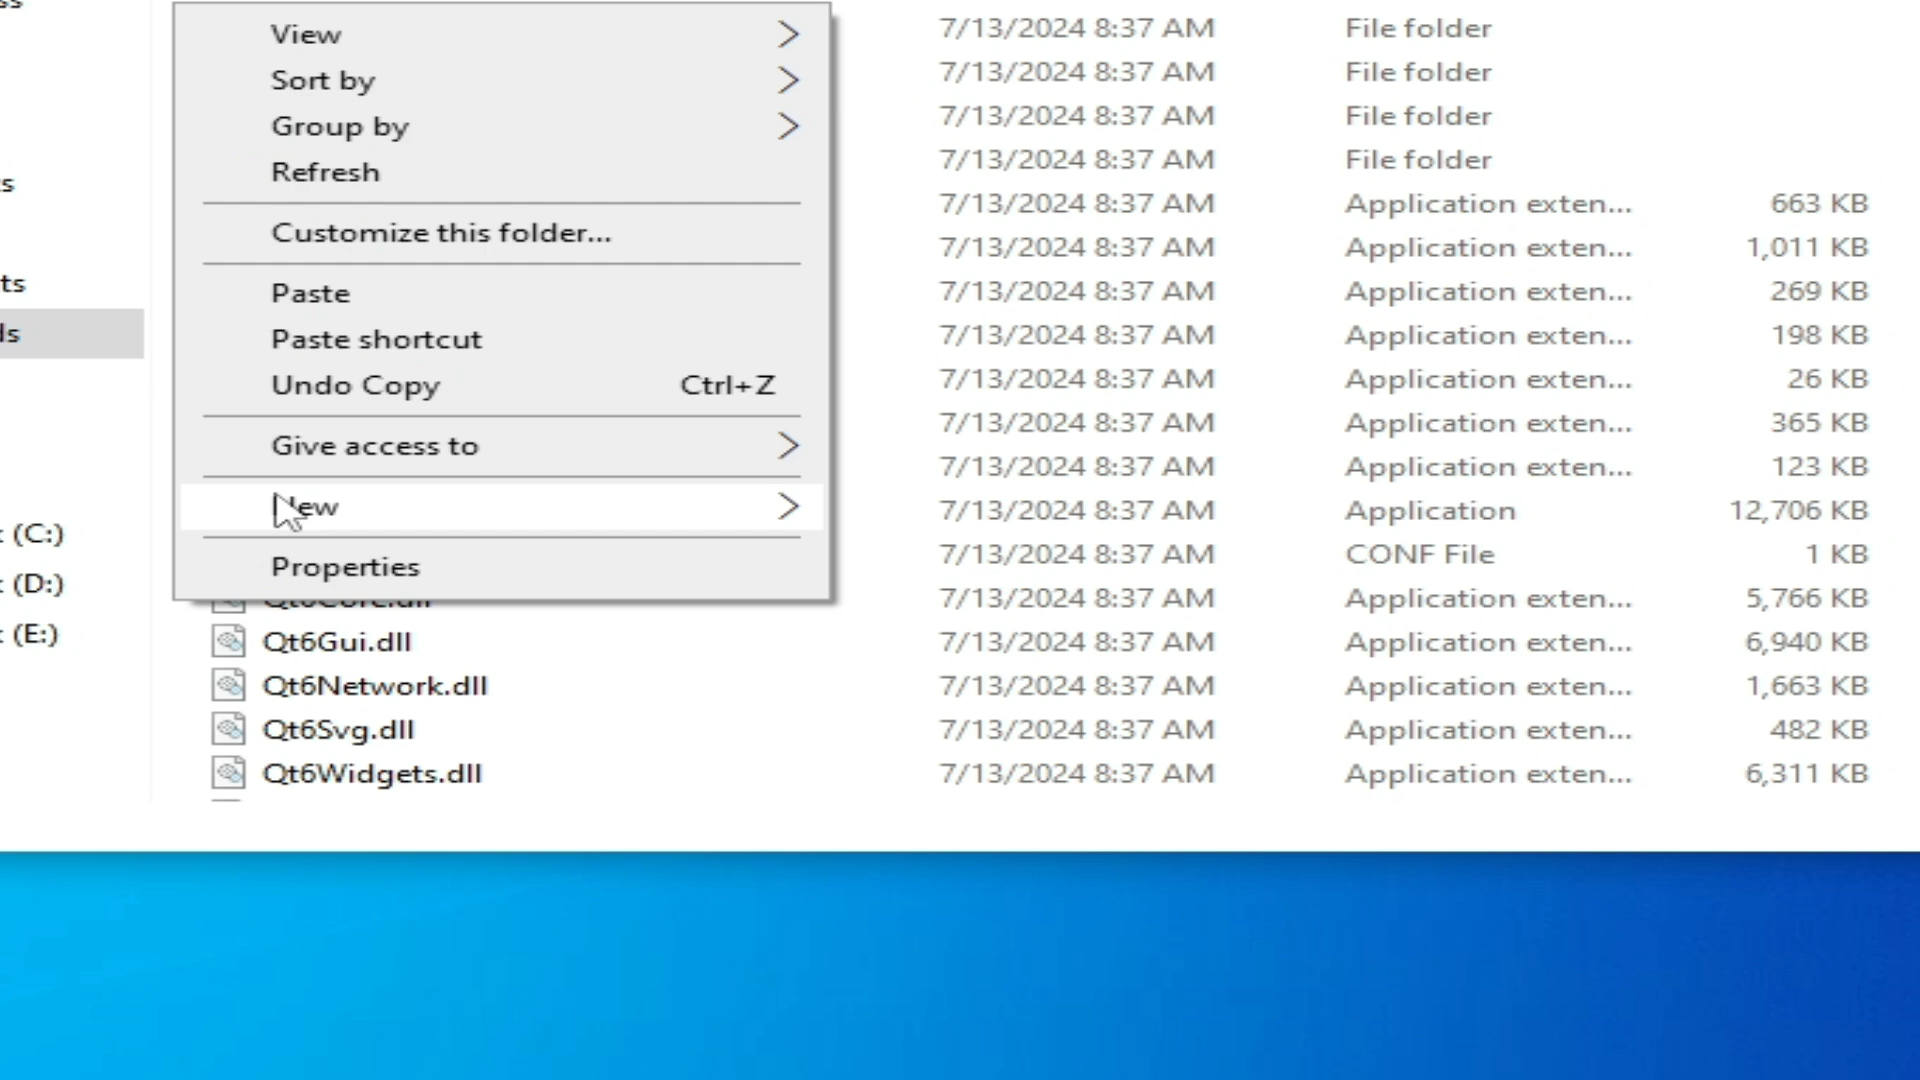 View
Sort by
Group by
Refresh
Customize this folder...
Paste
Paste shortcut
Undo Copy Ctrl+Z
Give access to
New
Properties
7/13/2024 8:37 AM File folder
7/13/2024 8:37 AM File folder
7/13/2024 8:37 AM File folder
7/13/2024 8:37 AM File folder
7/13/2024 8:37 AM Application exten... 663 KB
7/13/2024 8:37 AM Application exten... 1,011 KB
7/13/2024 8:37 AM Application exten... 269 KB
7/13/2024 8:37 AM Application exten... 198 KB
7/13/2024 8:37 AM Application exten... 26 KB
7/13/2024 8:37 AM Application exten... 365 KB
7/13/2024 8:37 AM Application exten... 123 KB
7/13/2024 8:37 AM Application 12,706 KB
7/13/2024 8:37 AM CONF File 1 KB
Qt6Core.dll 7/13/2024 8:37 AM Application exten... 5,766 KB
Qt6Gui.dll 7/13/2024 8:37 AM Application exten... 6,940 KB
Qt6Network.dll 7/13/2024 8:37 AM Application exten... 1,663 KB
Qt6Svg.dll 7/13/2024 8:37 AM Application exten... 482 KB
Qt6Widgets.dll 7/13/2024 8:37 AM Application exten... 6,311 KB
ts
ds
(C:)
(D:)
(E:)